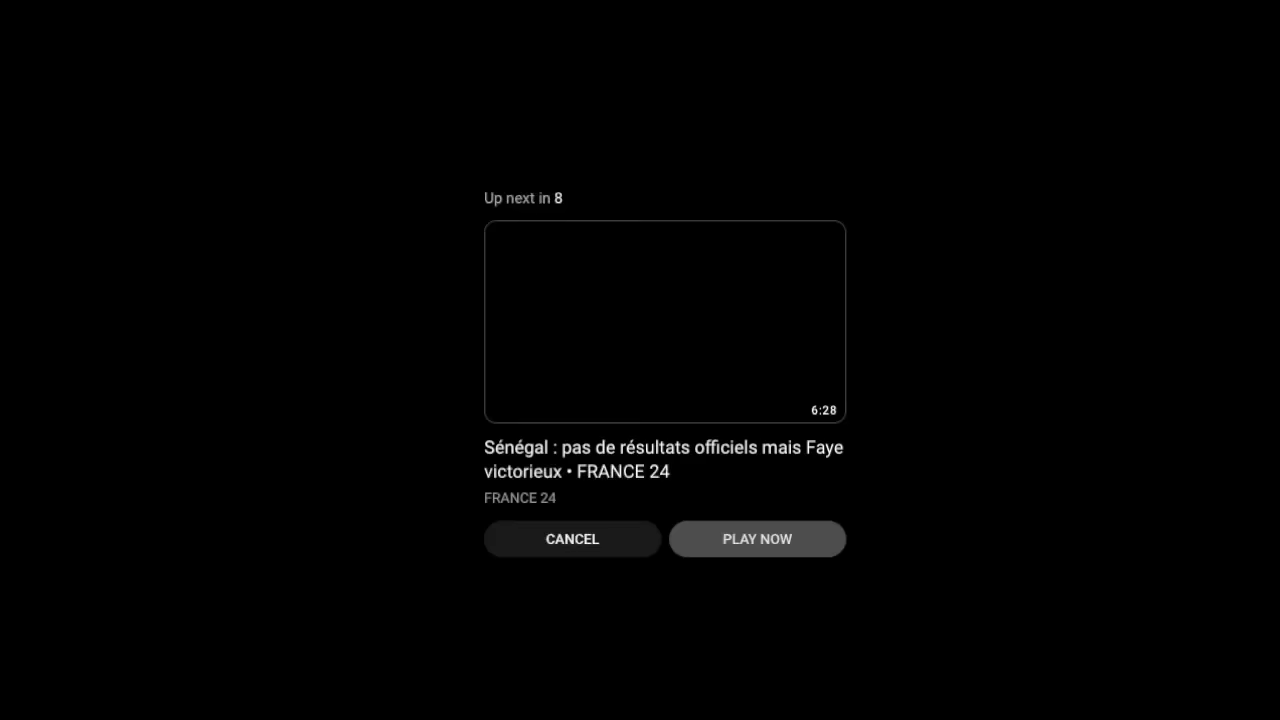 Up next in 8
6:28
Sénégal : pas de résultats officiels mais Faye
victorieux • FRANCE 24
FRANCE 24
CANCEL PLAY NOW